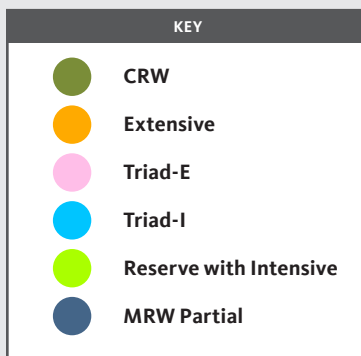 KEY
CRW
Extensive
Triad-E
Triad-I
Reserve with Intensive
MRW Partial